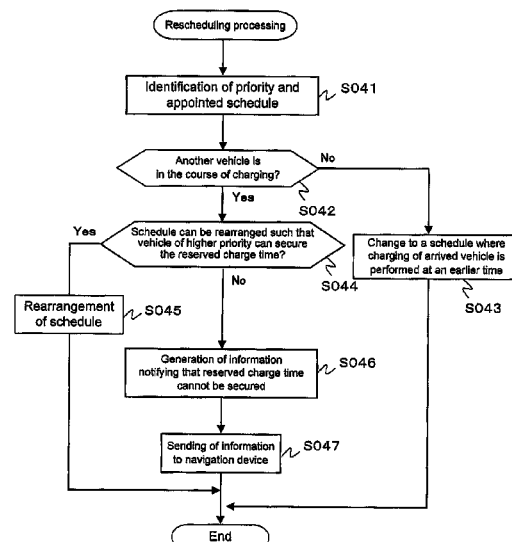 Rescheduling processing
Identification of priority and
appointed schedule
S041
Another vehicle is
in the course of charging?
No
S042
Yes
Yes
Schedule can be rearranged such that
vehicle of higher priority can secure
the reserved charge time?
S044
Change to a schedule where
charging of arrived vehicle is
performed at an earlier time
S043
No
Rearrangement
of schedule
S045
Generation of information
notifying that reserved charge time
cannot be secured
S046
Sending of information
to navigation device
S047
End